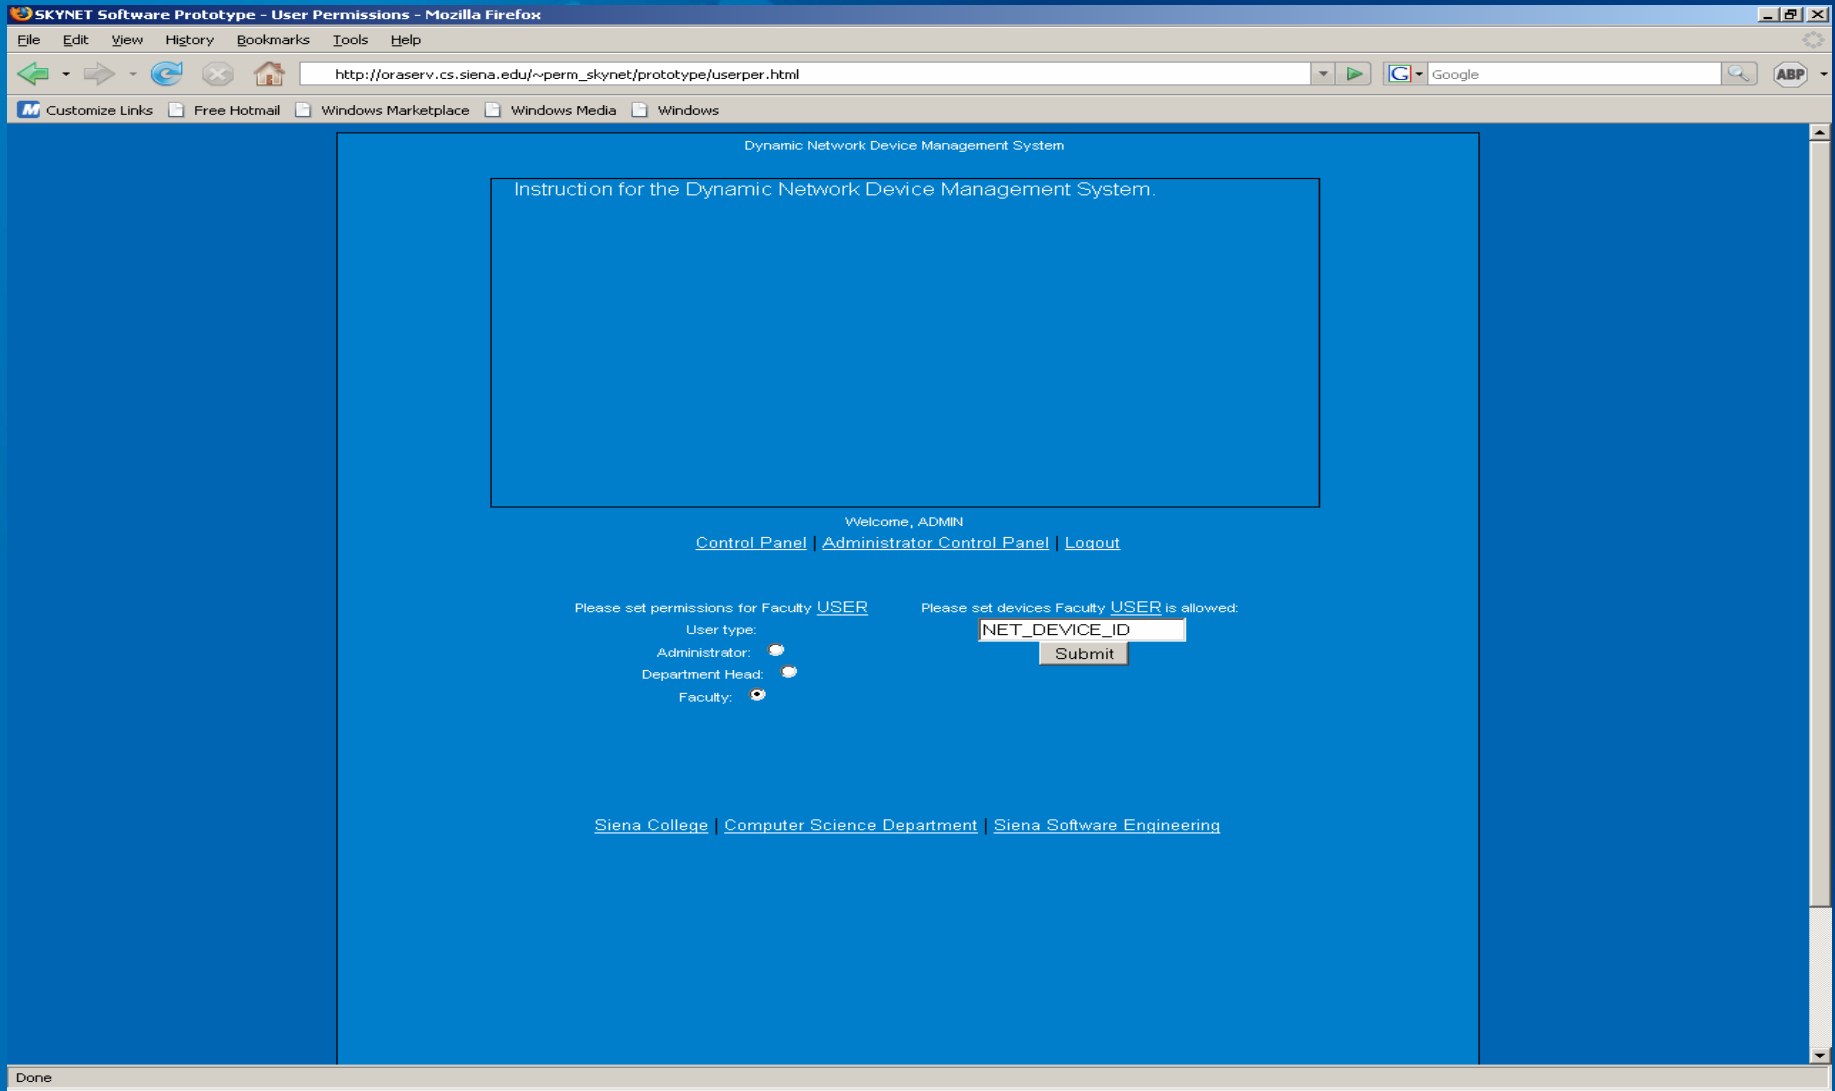 SKYNET Software Prototype - User Permissions - Mozilla Firefox
File Edit View History Bookmarks Tools Help
http://oraserv.cs.siena.edu/~perm_skynet/prototype/userper.html G Google ABP
Customize Links Free Hotmail Windows Marketplace Windows Media Windows
Dynamic Network Device Management System
Instruction for the Dynamic Network Device Management System.
Welcome, ADMIN
Control Panel | Administrator Control Panel | Logout
Please set permissions for Faculty USER
User type:
Administrator:
Department Head:
Faculty:
Please set devices Faculty USER is allowed:
NET_DEVICE_ID
Submit
Siena College | Computer Science Department | Siena Software Engineering
Done